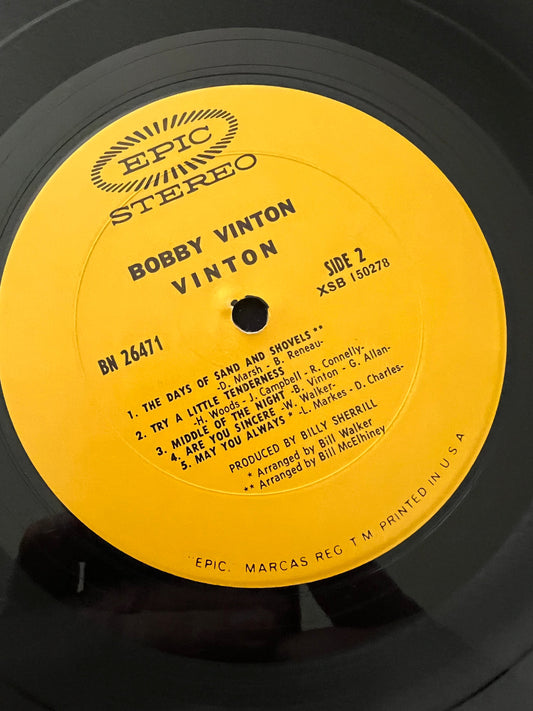 EPIC
STEREO
BOBBY VINTON
VINTON
SIDE 2
XSB 150278
BN 26471
1. THE DAYS OF SAND AND SHOVELS **
-D. Marsh - B. Reneau-
2. TRY A LITTLE TENDERNESS
-H. Woods - J. Campbell - R. Connelly-
3. MIDDLE OF THE NIGHT -B. Vinton - G. Allan-
4. ARE YOU SINCERE -W. Walker-
5. MAY YOU ALWAYS * -L. Markes - D. Charles-
PRODUCED BY BILLY SHERRILL
* Arranged by Bill Walker
** Arranged by Bill McElhiney
"EPIC, MARCAS REG. T.M. PRINTED IN U.S.A.